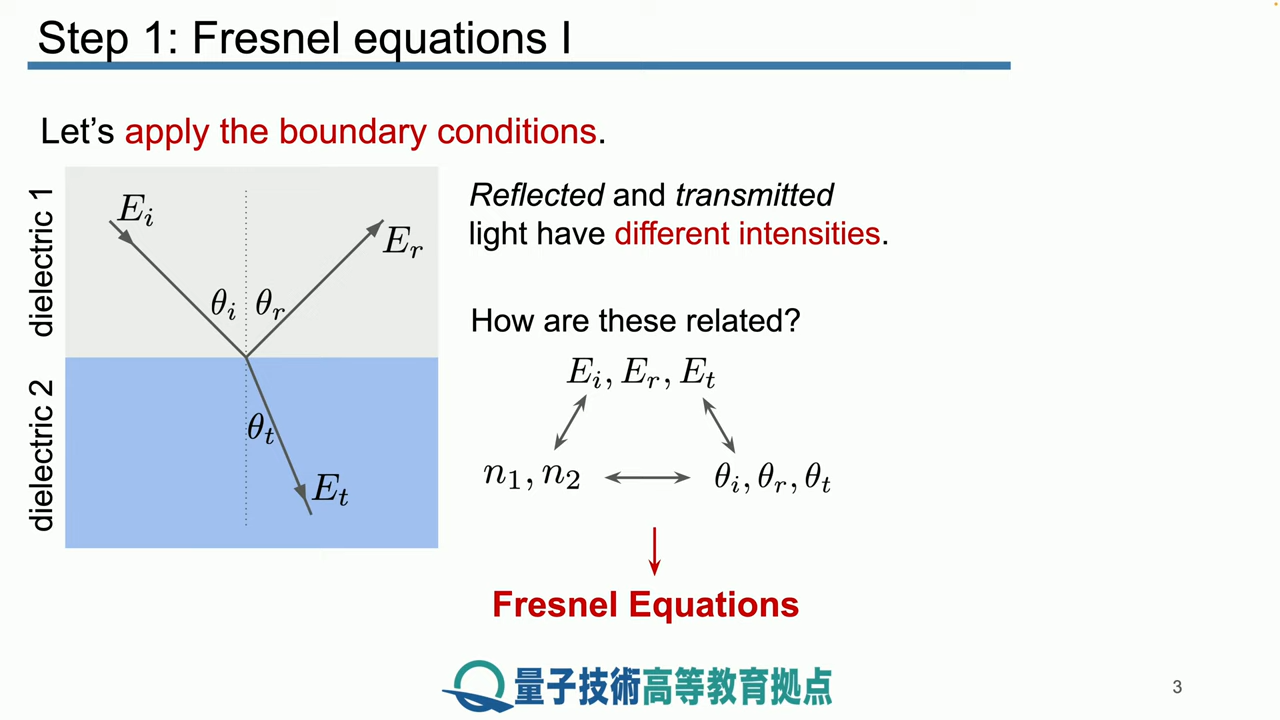 Step 1: Fresnel equations I
Let's apply the boundary conditions.
dielectric 1
dielectric 2
E_i
E_r
θ_i
θ_r
θ_t
E_t
Reflected and transmitted
light have different intensities.
How are these related?
E_i, E_r, E_t
n_1, n_2
θ_i, θ_r, θ_t
Fresnel Equations
量子技術高等教育拠点
3